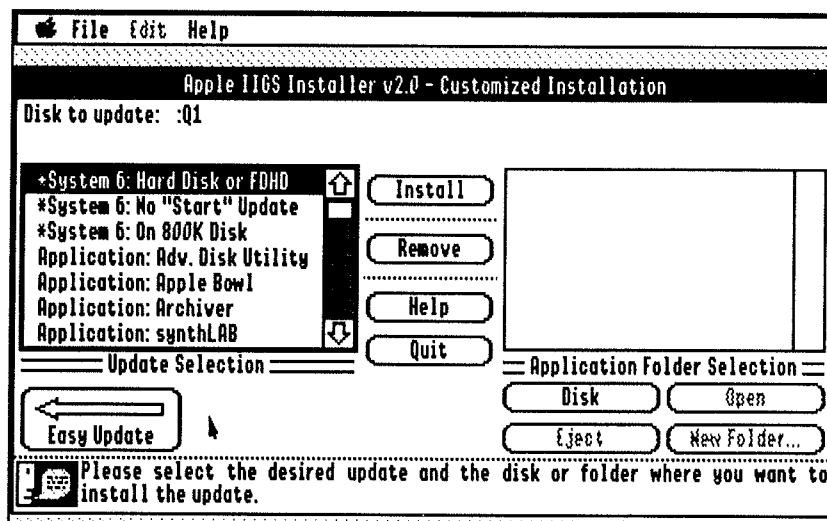 File Edit Help
Apple IIGS Installer v2.0 - Customized Installation
Disk to update: :Q1
*System 6: Hard Disk or FDHD
*System 6: No "Start" Update
*System 6: On 800K Disk
Application: Adv. Disk Utility
Application: Apple Bowl
Application: Archiver
Application: synthLAB
Update Selection
Easy Update
Install
Remove
Help
Quit
Application Folder Selection
Disk
Open
Eject
New Folder...
Please select the desired update and the disk or folder where you want to
install the update.